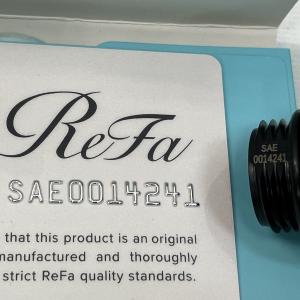 ReFa
SAE0014241
that this product is an original
manufactured and thoroughly
strict ReFa quality standards.
SAE
0014241